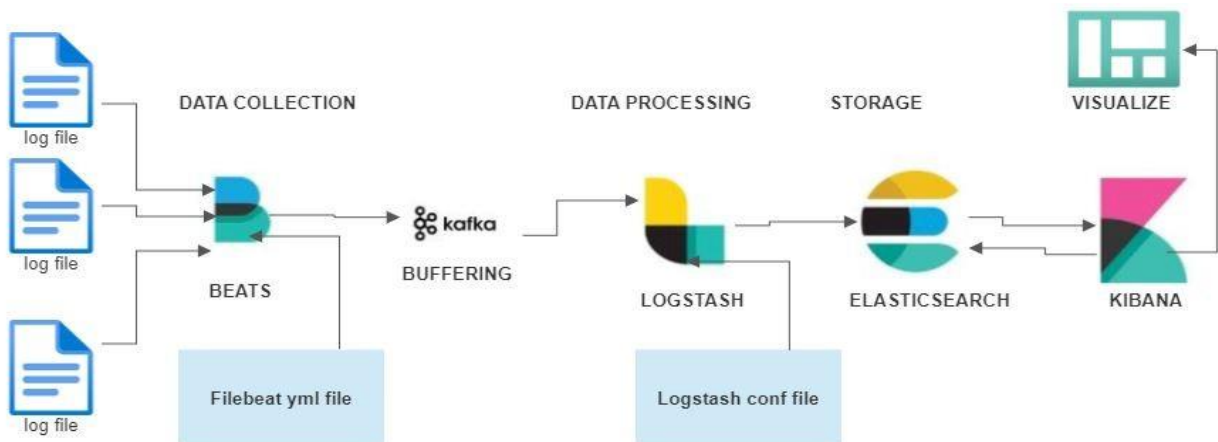 log file
log file
log file
DATA COLLECTION
BEATS
Filebeat yml file
kafka
BUFFERING
DATA PROCESSING
LOGSTASH
Logstash conf file
STORAGE
ELASTICSEARCH
VISUALIZE
KIBANA